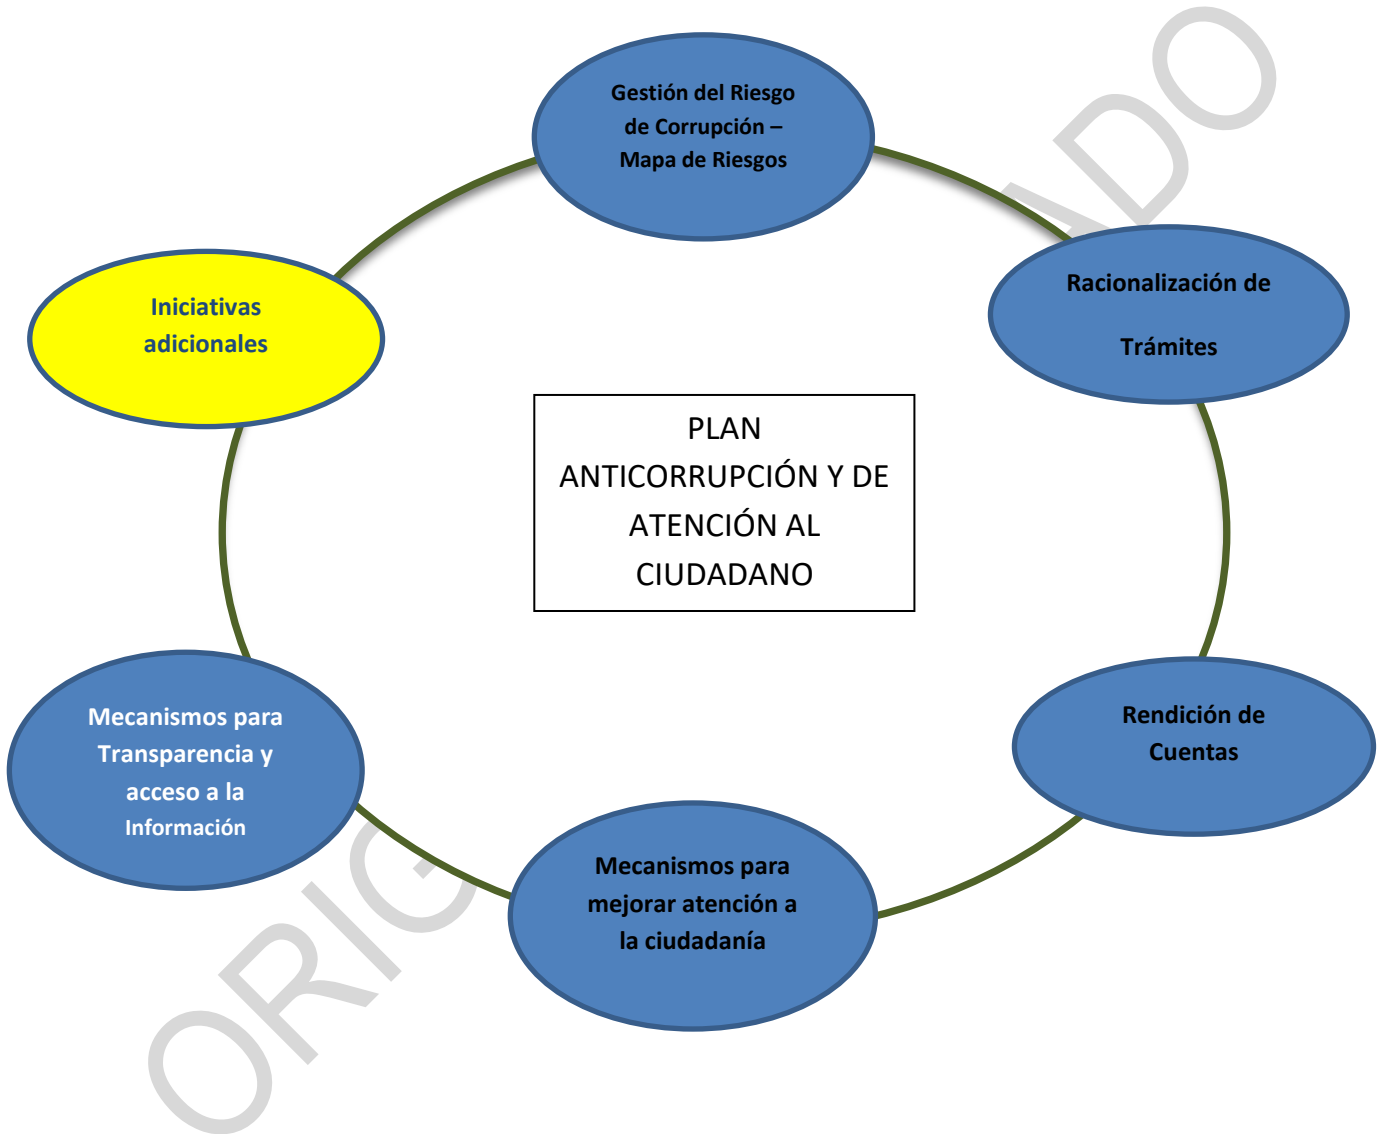 Gestión del Riesgo
de Corrupción –
Mapa de Riesgos
Racionalización de
Trámites
Iniciativas
adicionales
PLAN
ANTICORRUPCIÓN Y DE
ATENCIÓN AL
CIUDADANO
Rendición de
Cuentas
Mecanismos para
Transparencia y
acceso a la
Información
Mecanismos para
mejorar atención a
la ciudadanía